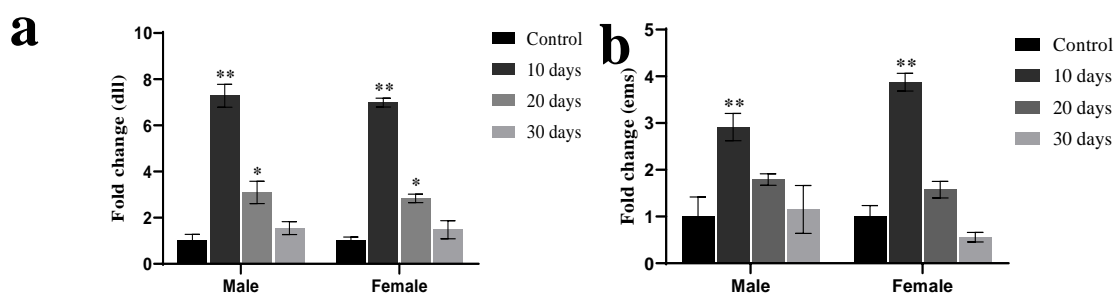 a
Fold change (dll)
10
8
6
4
2
0
**
*
**
*
Male
Female
Control
10 days
20 days
30 days
b
Fold change (ems)
5
4
3
2
1
0
**
**
Male
Female
Control
10 days
20 days
30 days